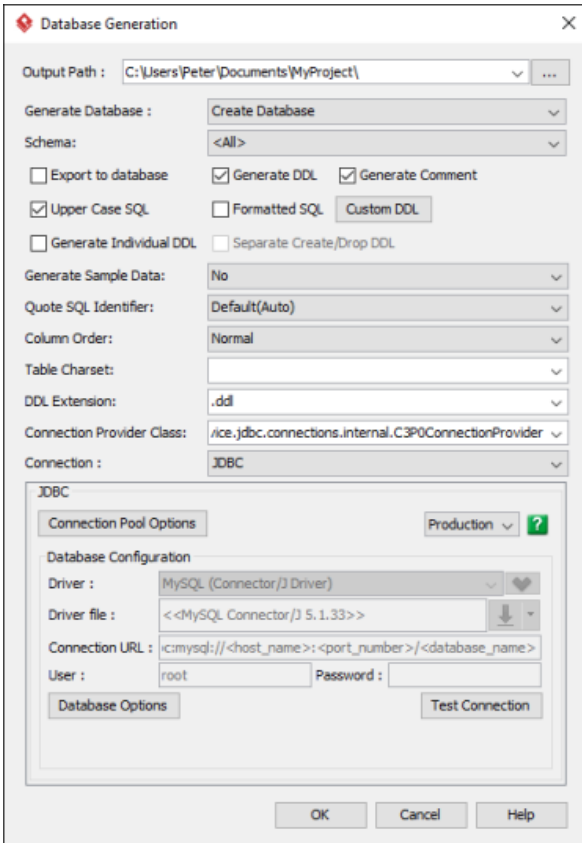 Database Generation
Output Path : C:\Users\Peter\Documents\MyProject\ ...
Generate Database : Create Database
Schema: <All>
Export to database Generate DDL Generate Comment
Upper Case SQL Formatted SQL Custom DDL
Generate Individual DDL Separate Create/Drop DDL
Generate Sample Data: No
Quote SQL Identifier: Default(Auto)
Column Order: Normal
Table Charset:
DDL Extension: .ddl
Connection Provider Class: /ice.jdbc.connections.internal.C3P0ConnectionProvider
Connection : JDBC
JDBC
Connection Pool Options Production ?
Database Configuration
Driver : MySQL (Connector/J Driver)
Driver file : <<MySQL Connector/J 5.1.33>>
Connection URL : c:mysql://<host_name>:<port_number>/<database_name>
User : root Password :
Database Options Test Connection
OK Cancel Help